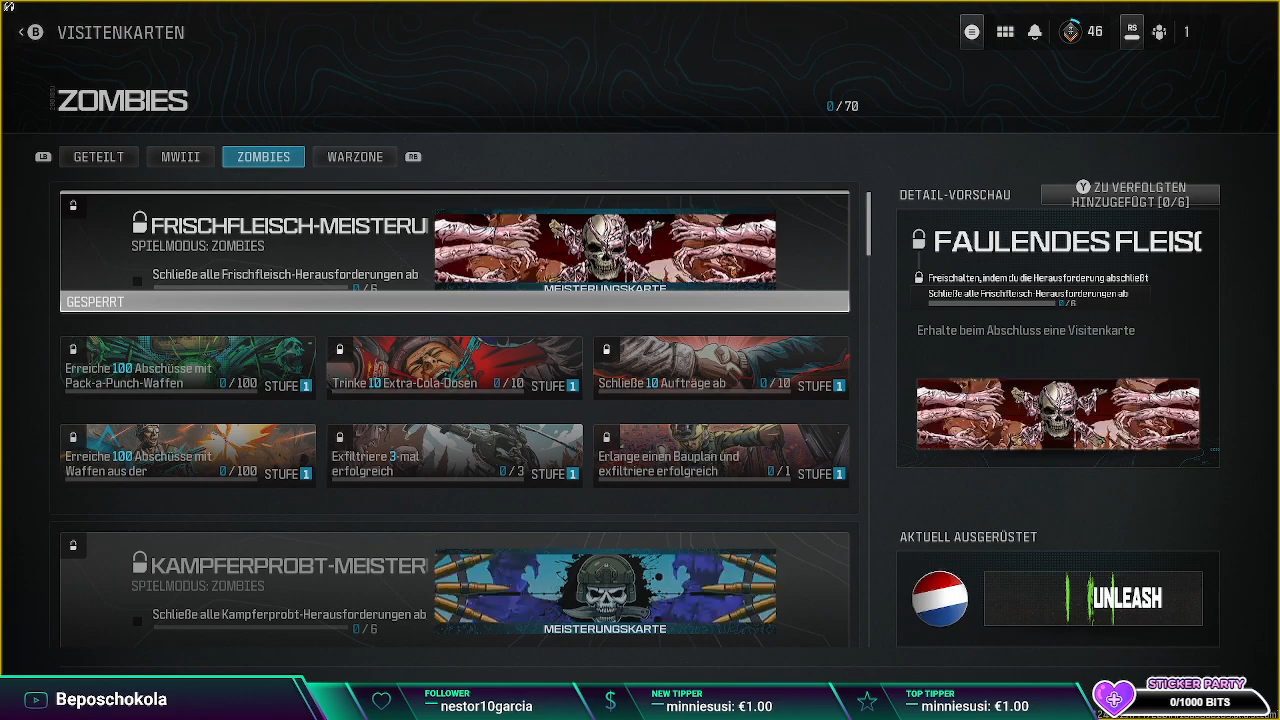 B VISITENKARTEN
46
RS
1
ZOMBIES
0/70
LB GETEILT MWIII ZOMBIES WARZONE RB
FRISCHFLEISCH-MEISTERU
SPIELMODUS: ZOMBIES
Schließe alle Frischfleisch-Herausforderungen ab
0/6
MEISTERUNGSKARTE
GESPERRT
Erreiche 100 Abschüsse mit
Pack-a-Punch-Waffen 0/100 STUFE 1
Trinke 10 Extra-Cola-Dosen 0/10 STUFE 1
Schließe 10 Aufträge ab 0/10 STUFE 1
Erreiche 100 Abschüsse mit
Waffen aus der 0/100 STUFE 1
Exfiltriere 3-mal
erfolgreich 0/3 STUFE 1
Erlange einen Bauplan und
exfiltriere erfolgreich 0/1 STUFE 1
KAMPFERPROBT-MEISTER
SPIELMODUS: ZOMBIES
Schließe alle Kampferprobt-Herausforderungen ab
0/6
MEISTERUNGSKARTE
DETAIL-VORSCHAU
Y ZU VERFOLGTEN
HINZUGEFÜGT [0/6]
FAULENDES FLEISC
Freischalten, indem du die Herausforderung abschließt
Schließe alle Frischfleisch-Herausforderungen ab
0/6
Erhalte beim Abschluss eine Visitenkarte
AKTUELL AUSGERÜSTET
UNLEASH
Beposchokola
FOLLOWER
nestor10garcia
NEW TIPPER
minniesusi: €1.00
TOP TIPPER
minniesusi: €1.00
STICKER PARTY
0/1000 BITS